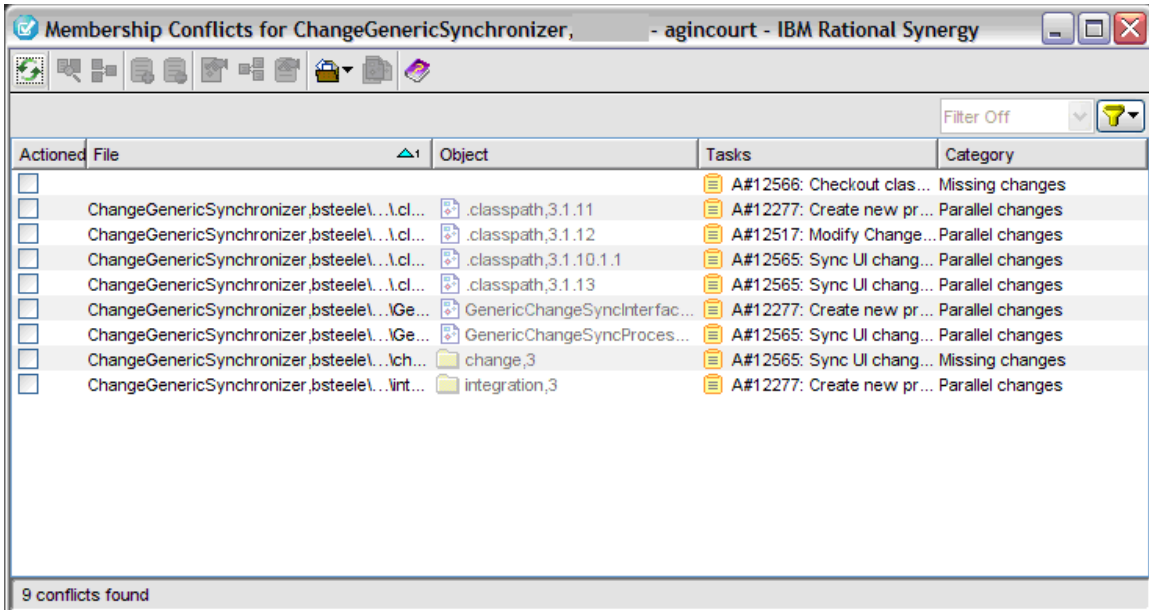 Membership Conflicts for ChangeGenericSynchronizer, - agincourt - IBM Rational Synergy
Filter Off
Actioned File 1 Object Tasks Category
A#12566: Checkout clas... Missing changes
ChangeGenericSynchronizer,bsteele\...\.cl... .classpath,3.1.11 A#12277: Create new pr... Parallel changes
ChangeGenericSynchronizer,bsteele\...\.cl... .classpath,3.1.12 A#12517: Modify Change... Parallel changes
ChangeGenericSynchronizer,bsteele\...\.cl... .classpath,3.1.10.1.1 A#12565: Sync UI chang... Parallel changes
ChangeGenericSynchronizer,bsteele\...\.cl... .classpath,3.1.13 A#12565: Sync UI chang... Parallel changes
ChangeGenericSynchronizer,bsteele\...\Ge... GenericChangeSyncInterfac... A#12277: Create new pr... Parallel changes
ChangeGenericSynchronizer,bsteele\...\Ge... GenericChangeSyncProces... A#12565: Sync UI chang... Parallel changes
ChangeGenericSynchronizer,bsteele\...\ch... change,3 A#12565: Sync UI chang... Missing changes
ChangeGenericSynchronizer,bsteele\...\int... integration,3 A#12277: Create new pr... Parallel changes
9 conflicts found